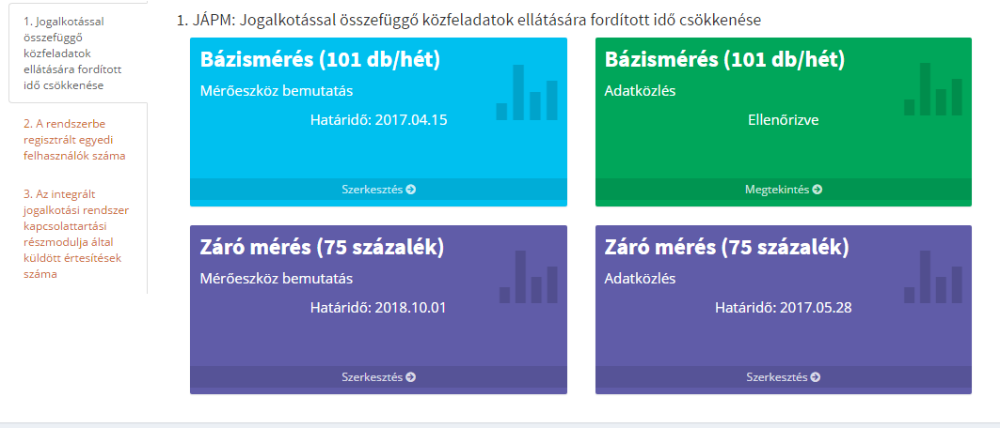 1. Jogalkotással
összefüggő
közfeladatok
ellátására fordított
idő csökkenése
2. A rendszerbe
regisztrált egyedi
felhasználók száma
3. Az integrált
jogalkotási rendszer
kapcsolattartási
részmodulja által
küldött értesítések
száma
1. JÁPM: Jogalkotással összefüggő közfeladatok ellátására fordított idő csökkenése
Bázismérés (101 db/hét)
Mérőeszköz bemutatás
Határidő: 2017.04.15
Szerkesztés
Bázismérés (101 db/hét)
Adatközlés
Ellenőrizve
Megtekintés
Záró mérés (75 százalék)
Mérőeszköz bemutatás
Határidő: 2018.10.01
Szerkesztés
Záró mérés (75 százalék)
Adatközlés
Határidő: 2017.05.28
Szerkesztés